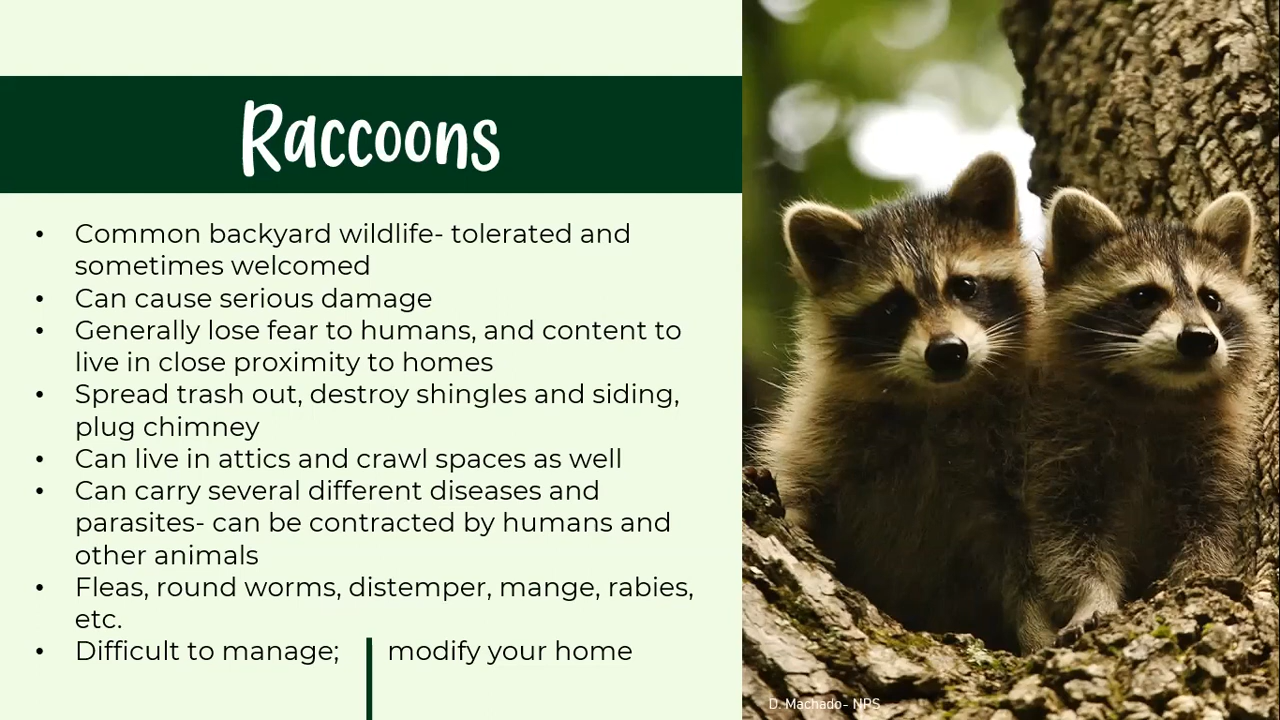 Raccoons
• Common backyard wildlife- tolerated and
sometimes welcomed
• Can cause serious damage
• Generally lose fear to humans, and content to
live in close proximity to homes
• Spread trash out, destroy shingles and siding,
plug chimney
• Can live in attics and crawl spaces as well
• Can carry several different diseases and
parasites- can be contracted by humans and
other animals
• Fleas, round worms, distemper, mange, rabies,
etc.
• Difficult to manage; modify your home
D. Machado- NPS